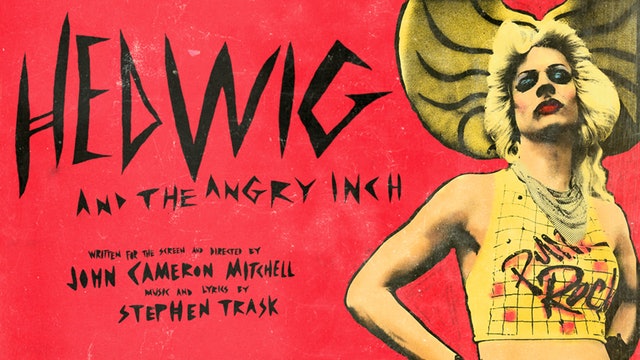 HEDWIG
AND THE ANGRY INCH
WRITTEN FOR THE SCREEN AND DIRECTED BY
JOHN CAMERON MITCHELL
MUSIC AND LYRICS BY
STEPHEN TRASK
PUNK
ROCK